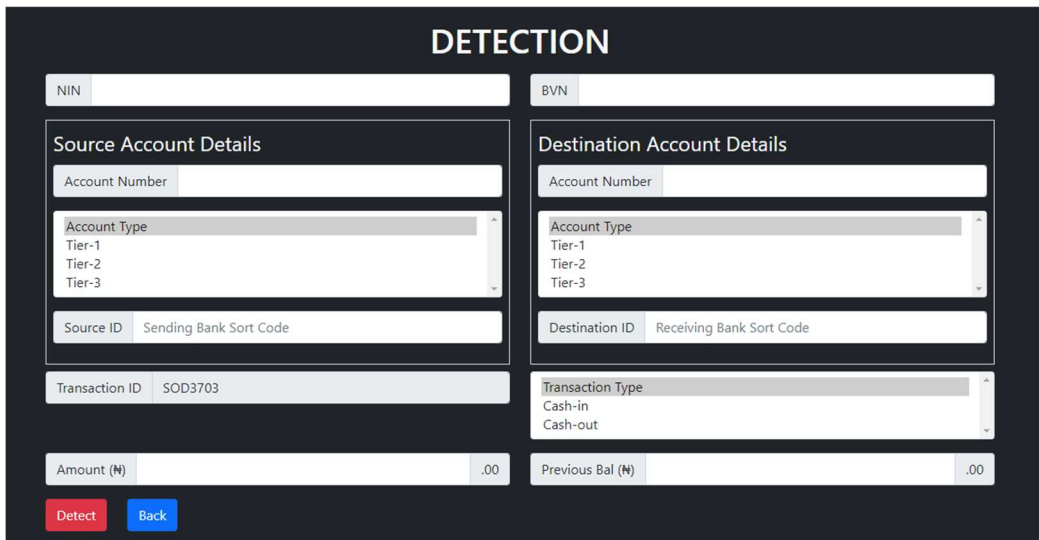 DETECTION
NIN
BVN
Source Account Details
Account Number
Account Type
Tier-1
Tier-2
Tier-3
Source ID Sending Bank Sort Code
Destination Account Details
Account Number
Account Type
Tier-1
Tier-2
Tier-3
Destination ID Receiving Bank Sort Code
Transaction ID SOD3703
Transaction Type
Cash-in
Cash-out
Amount (₦) .00
Previous Bal (₦) .00
Detect Back